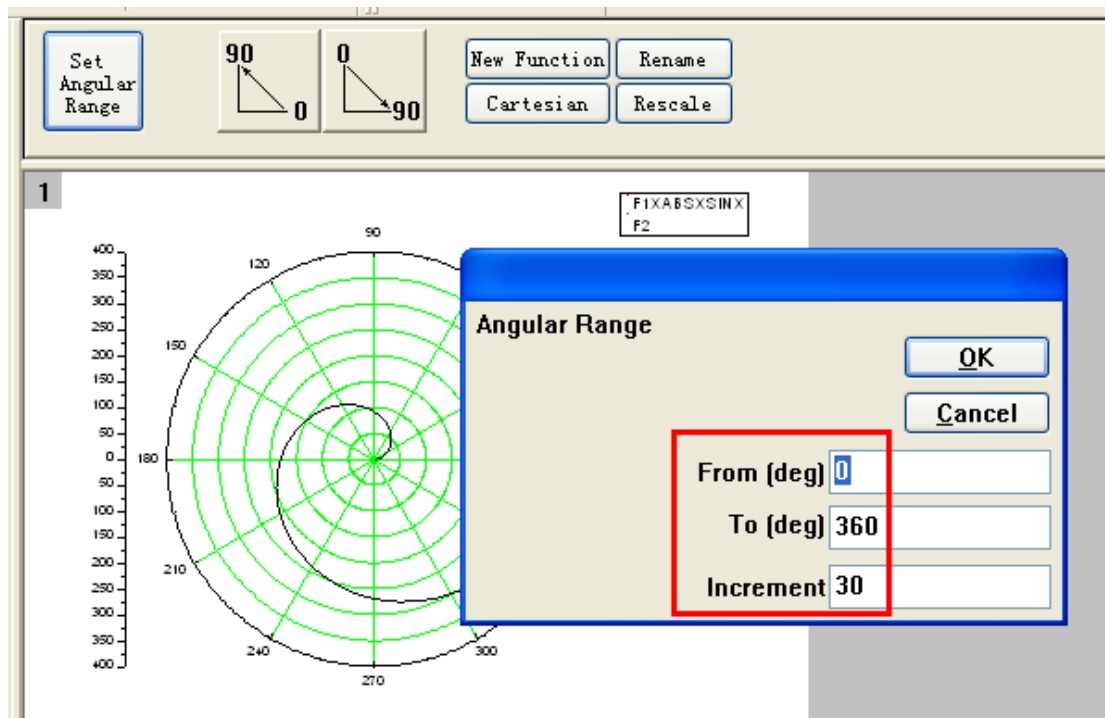 Set
Angular
Range
90
0
0
90
New Function
Rename
Cartesian
Rescale
1
F1XABSXSINX
F2
90
120
150
180
210
240
270
300
400
350
300
250
200
150
100
50
0
50
100
150
200
250
300
350
400
Angular Range
OK
Cancel
From (deg) 0
To (deg) 360
Increment 30